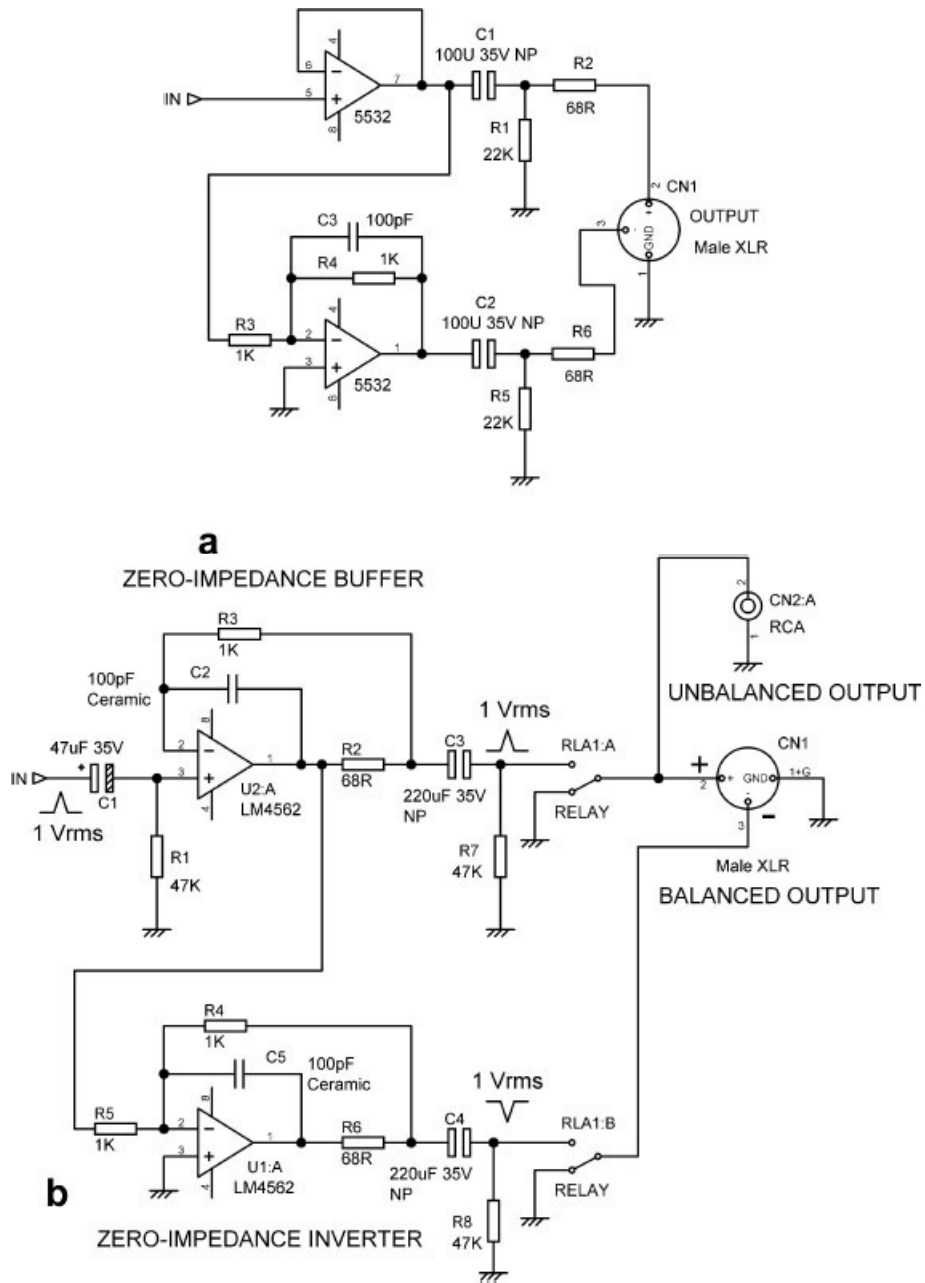 C1
100U 35V NP
R2
68R
4
6
7
IN
5
5532
8
R1
22K
2
CN1
+
OUTPUT
3
-
GND
Male XLR
1
C3
100pF
R4
1K
C2
100U 35V NP
R3
1K
4
2
1
3
5532
8
R6
68R
R5
22K
a
ZERO-IMPEDANCE BUFFER
2
CN2:A
RCA
1
UNBALANCED OUTPUT
R3
1K
C2
100pF
Ceramic
8
47uF 35V
+
IN
C1
1 Vrms
2
1
3
U2:A
LM4562
4
R2
68R
C3
220uF 35V
NP
1 Vrms
RLA1:A
RELAY
R1
47K
R7
47K
CN1
+
2
+
GND
1+G
-
3
-
Male XLR
BALANCED OUTPUT
R4
1K
C5
100pF
Ceramic
8
R5
1K
2
1
3
U1:A
LM4562
4
R6
68R
C4
220uF 35V
NP
1 Vrms
RLA1:B
RELAY
R8
47K
b
ZERO-IMPEDANCE INVERTER